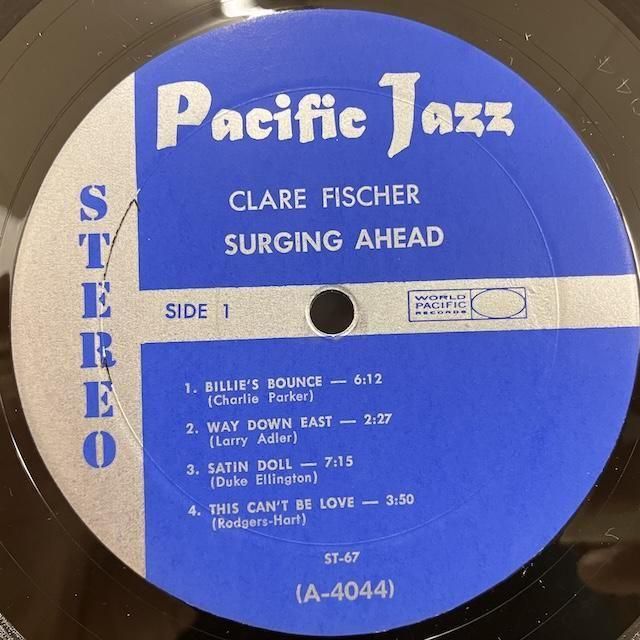 Pacific Jazz
CLARE FISCHER
SURGING AHEAD
STEREO
SIDE 1
WORLD
PACIFIC
RECORDS
1. BILLIE'S BOUNCE — 6:12
(Charlie Parker)
2. WAY DOWN EAST — 2:27
(Larry Adler)
3. SATIN DOLL — 7:15
(Duke Ellington)
4. THIS CAN'T BE LOVE — 3:50
(Rodgers-Hart)
ST-67
(A-4044)